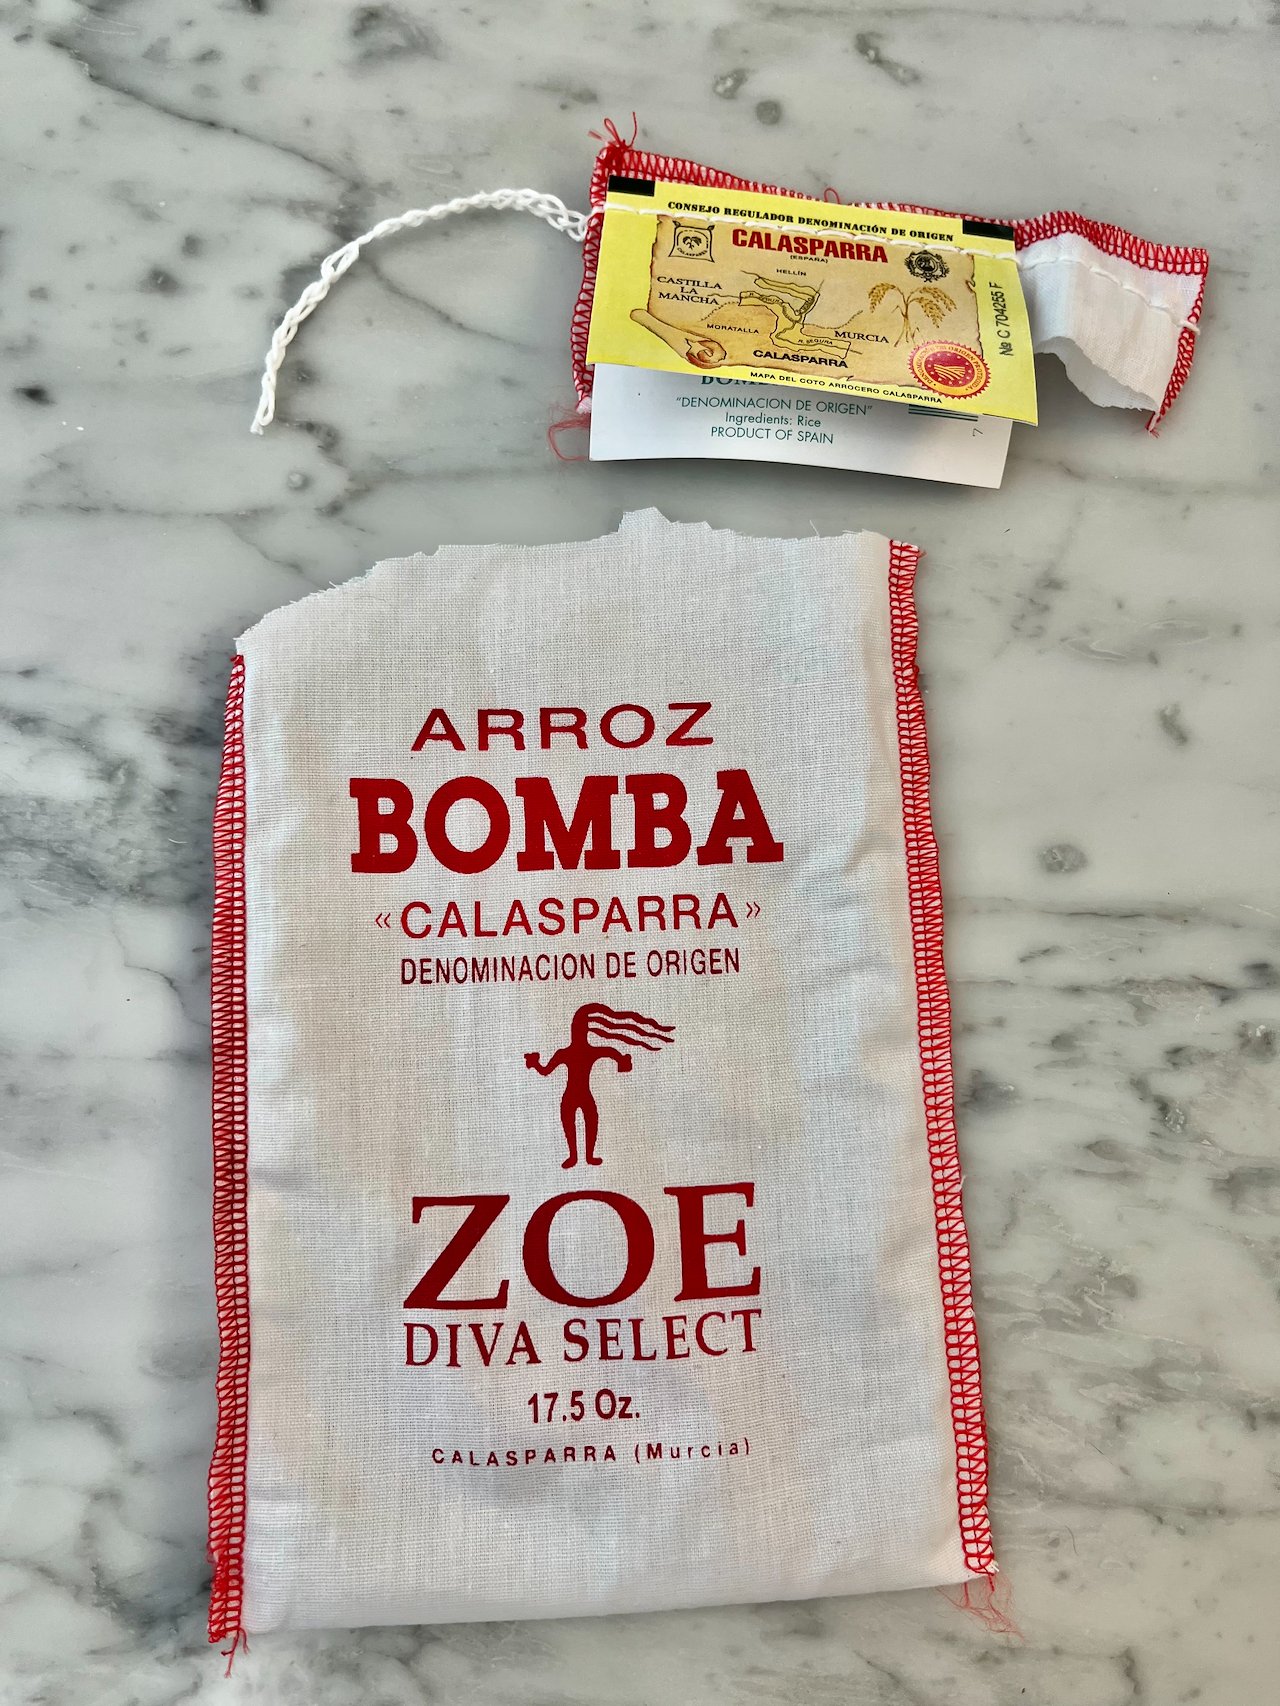 CONSEJO REGULADOR DENOMINACIÓN DE ORIGEN
CALASPARRA
(ESPAÑA)
HELLÍN
CASTILLA
LA
MANCHA
MORATALLA
MURCIA
R. SEGURA
CALASPARRA
MAPA DEL COTO ARROCERO CALASPARRA
Nº C 704255 F
"DENOMINACION DE ORIGEN"
Ingredients: Rice
PRODUCT OF SPAIN
7
ARROZ
BOMBA
«CALASPARRA»
DENOMINACION DE ORIGEN
ZOE
DIVA SELECT
17.5 Oz.
CALASPARRA (Murcia)